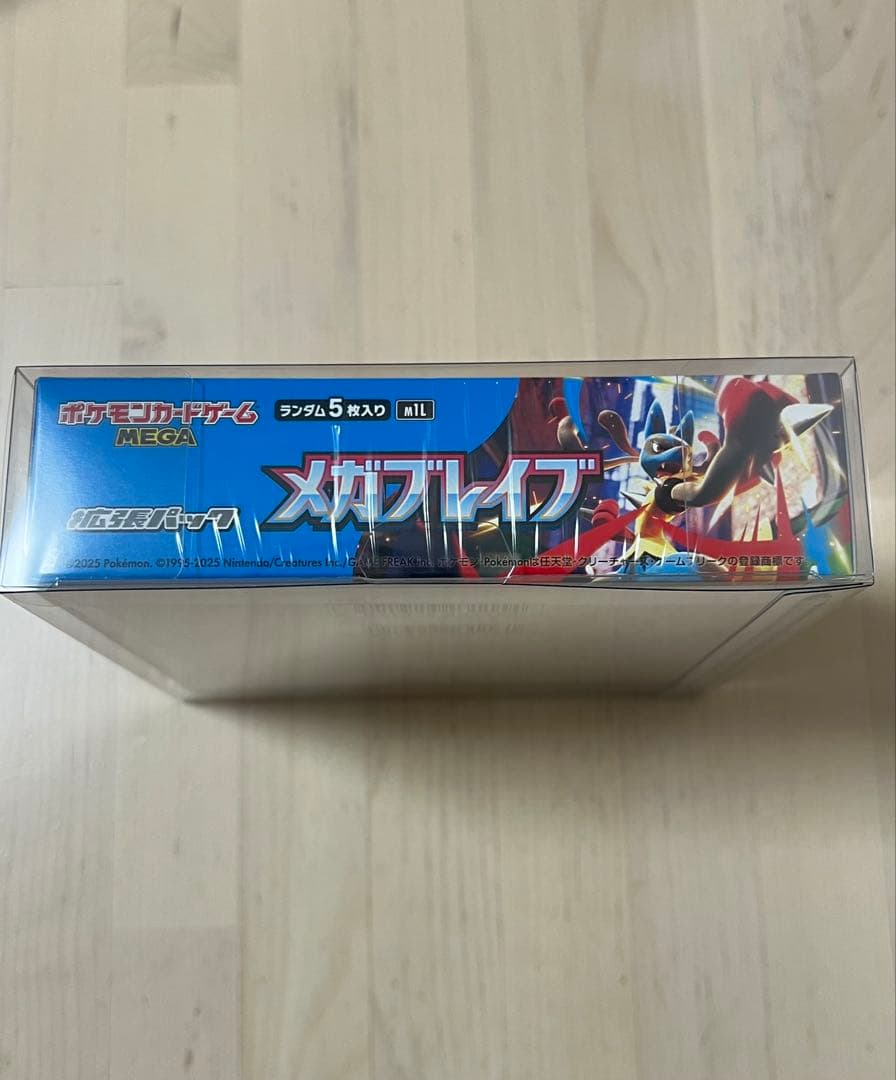 ポケモンカードゲーム
MEGA
ランダム5枚入り
M1L
メガブレイブ
拡張パック
©2025 Pokémon. ©1995-2025 Nintendo/Creatures Inc./GAME FREAK inc. ポケモン・Pokémonは任天堂・クリーチャーズ・ゲームフリークの登録商標です。